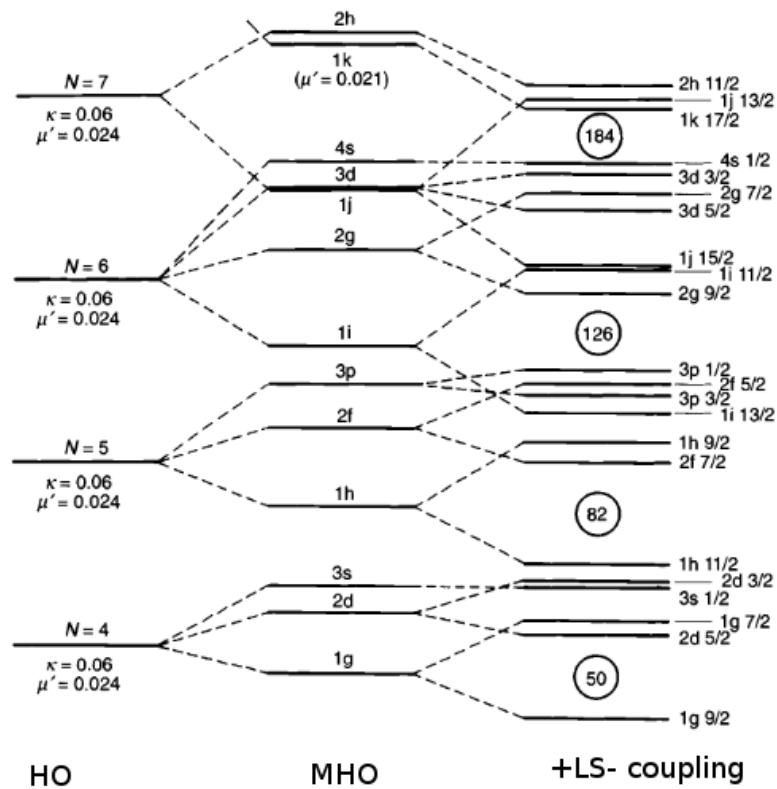 2h
1k
(μ′ = 0.021)
N = 7
κ = 0.06
μ′ = 0.024
2h 11/2
1j 13/2
1k 17/2
184
4s
3d
1j
2g
4s 1/2
3d 3/2
2g 7/2
3d 5/2
N = 6
κ = 0.06
μ′ = 0.024
1j 15/2
1i 11/2
2g 9/2
126
1i
3p
2f
3p 1/2
2f 5/2
3p 3/2
1i 13/2
N = 5
κ = 0.06
μ′ = 0.024
1h
1h 9/2
2f 7/2
82
3s
2d
1h 11/2
2d 3/2
3s 1/2
N = 4
κ = 0.06
μ′ = 0.024
1g
1g 7/2
2d 5/2
50
1g 9/2
HO
MHO
+LS- coupling